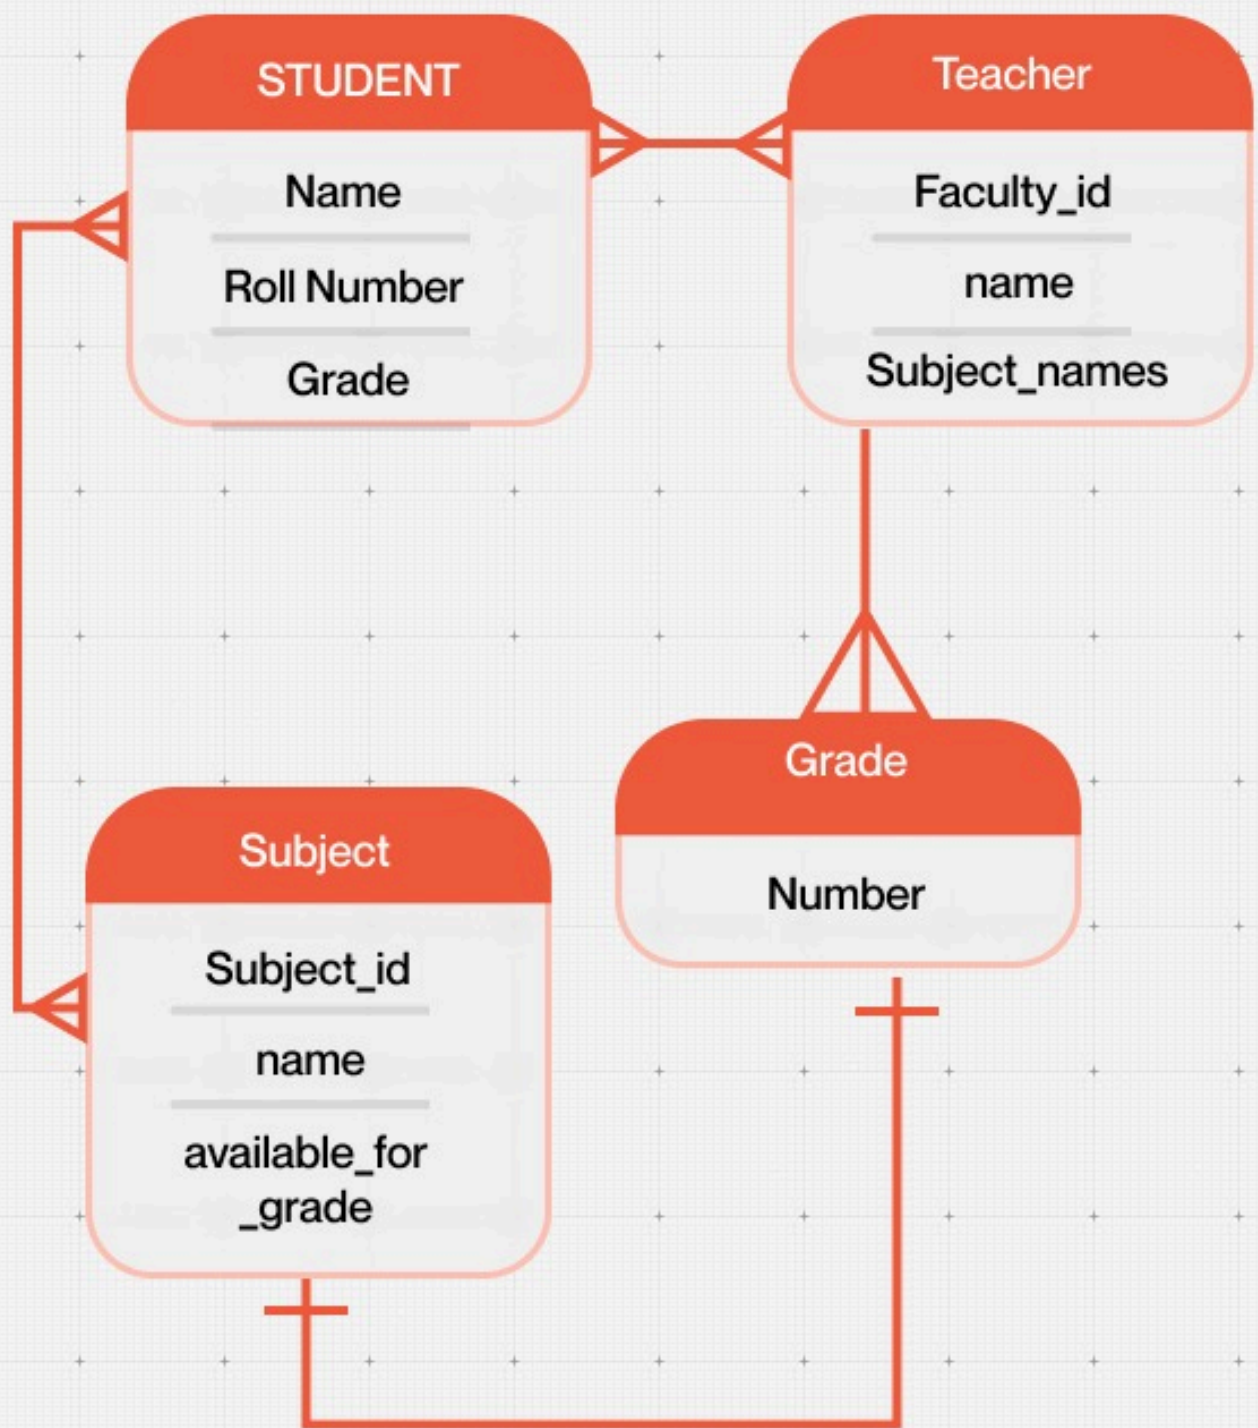 STUDENT
Name
Roll Number
Grade
Teacher
Faculty_id
name
Subject_names
Subject
Subject_id
name
available_for
_grade
Grade
Number